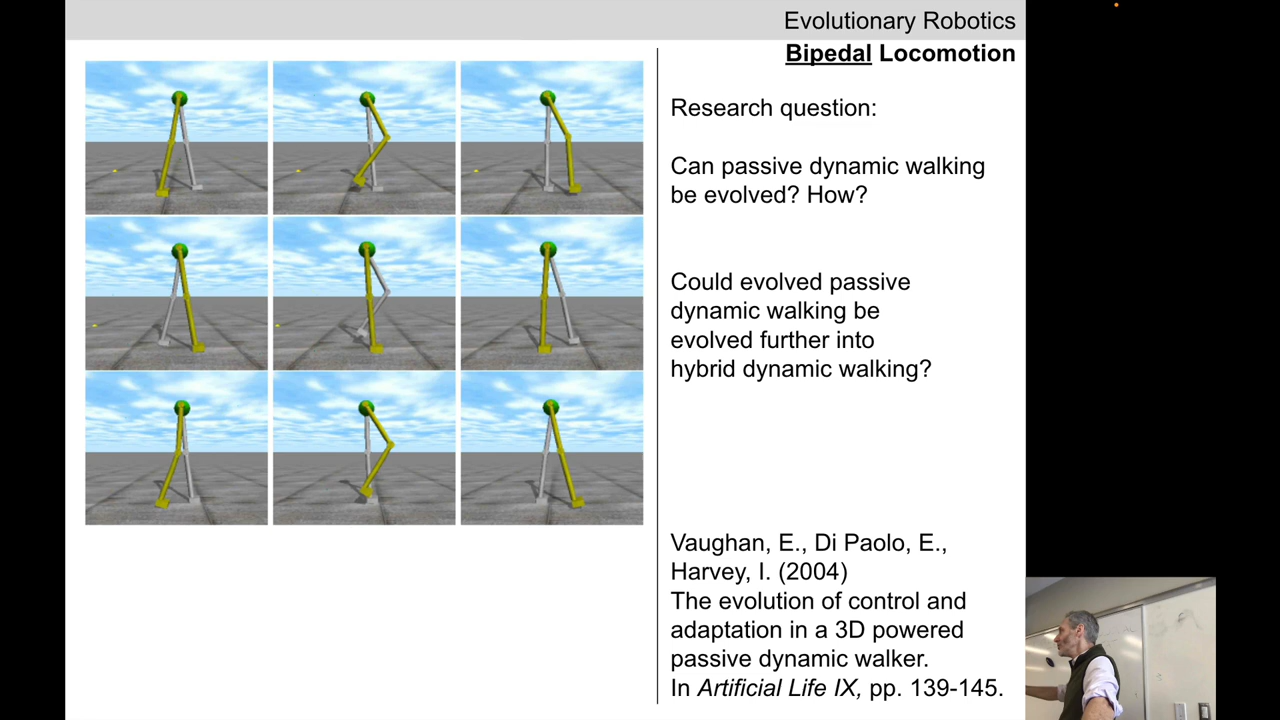 Evolutionary Robotics
Bipedal Locomotion
Research question:
Can passive dynamic walking
be evolved? How?
Could evolved passive
dynamic walking be
evolved further into
hybrid dynamic walking?
Vaughan, E., Di Paolo, E.,
Harvey, I. (2004)
The evolution of control and
adaptation in a 3D powered
passive dynamic walker.
In Artificial Life IX, pp. 139-145.